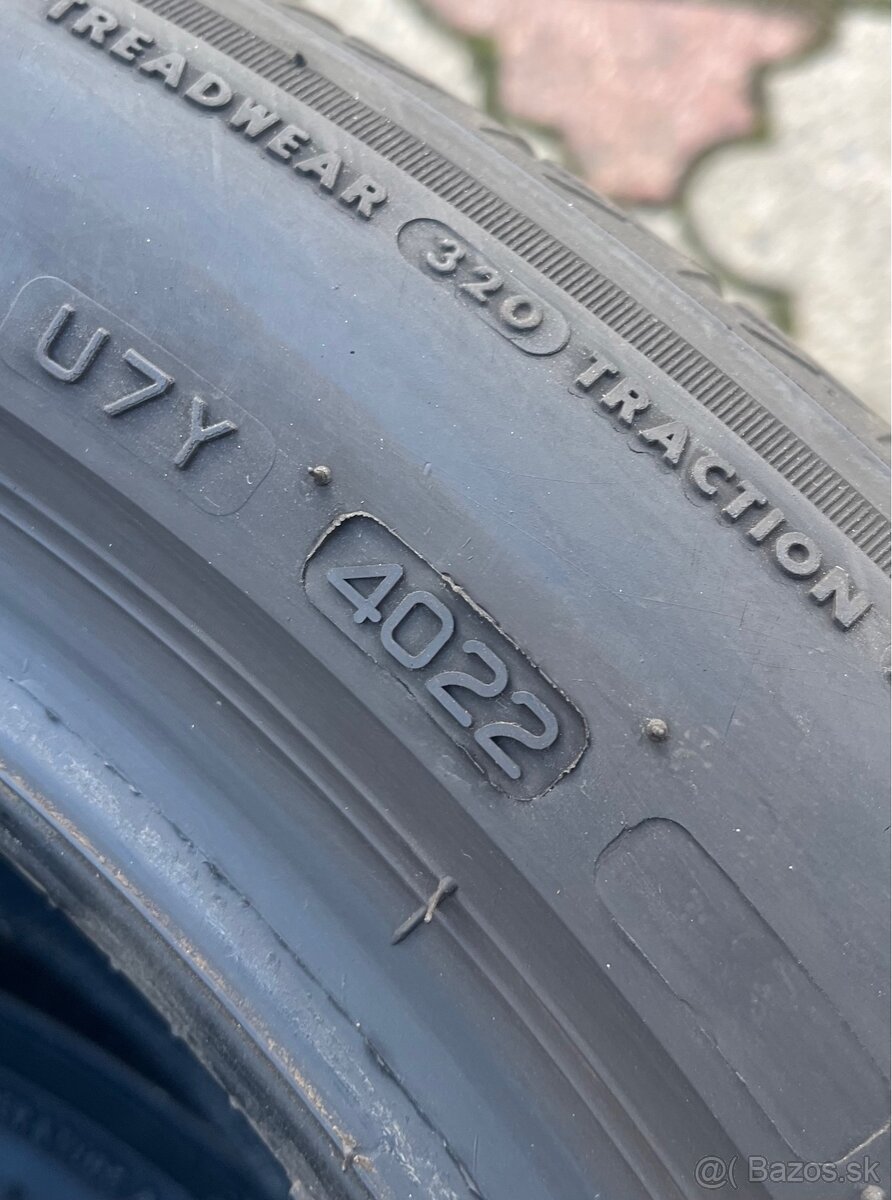 TREADWEAR 320 TRACTION
U7Y
4022
@( Bazos.sk